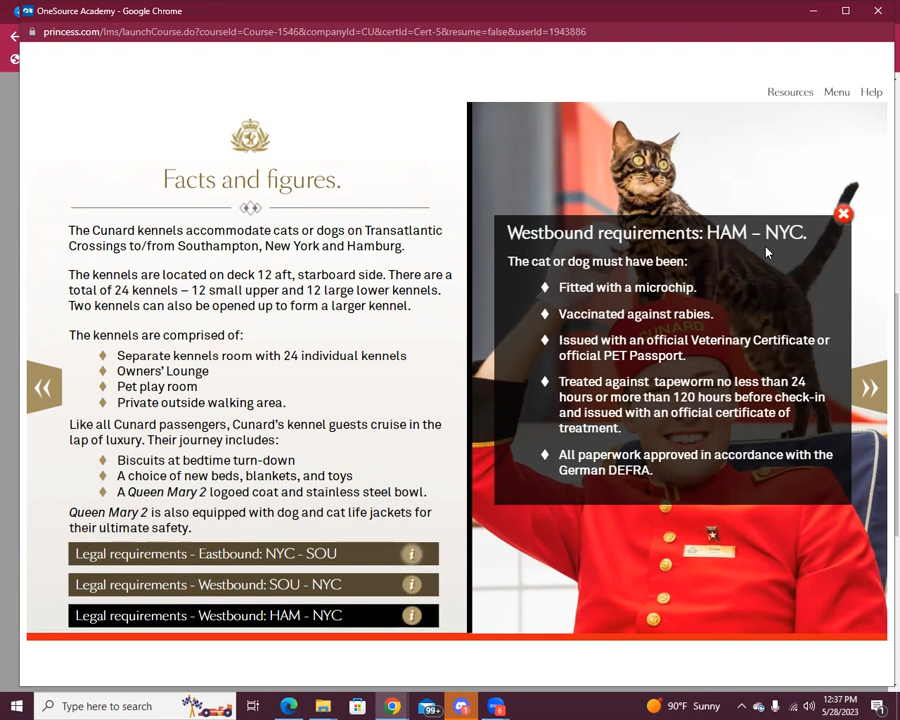 OneSource Academy - Google Chrome
princess.com/lms/launchCourse.do?courseId=Course-1546&companyId=CU&certId=Cert-5&resume=false&userId=1943886
Resources Menu Help
Facts and figures.
The Cunard kennels accommodate cats or dogs on Transatlantic
Crossings to/from Southampton, New York and Hamburg.
The kennels are located on deck 12 aft, starboard side. There are a
total of 24 kennels – 12 small upper and 12 large lower kennels.
Two kennels can also be opened up to form a larger kennel.
The kennels are comprised of:
Separate kennels room with 24 individual kennels
Owners' Lounge
Pet play room
Private outside walking area.
Like all Cunard passengers, Cunard's kennel guests cruise in the
lap of luxury. Their journey includes:
Biscuits at bedtime turn-down
A choice of new beds, blankets, and toys
A Queen Mary 2 logoed coat and stainless steel bowl.
Queen Mary 2 is also equipped with dog and cat life jackets for
their ultimate safety.
Legal requirements - Eastbound: NYC - SOU
Legal requirements - Westbound: SOU - NYC
Legal requirements - Westbound: HAM - NYC
Westbound requirements: HAM – NYC.
The cat or dog must have been:
Fitted with a microchip.
Vaccinated against rabies.
Issued with an official Veterinary Certificate or
official PET Passport.
Treated against tapeworm no less than 24
hours or more than 120 hours before check-in
and issued with an official certificate of
treatment.
All paperwork approved in accordance with the
German DEFRA.
CUNARD
Type here to search
99+
1
6
90°F Sunny
12:37 PM
5/28/2023
1